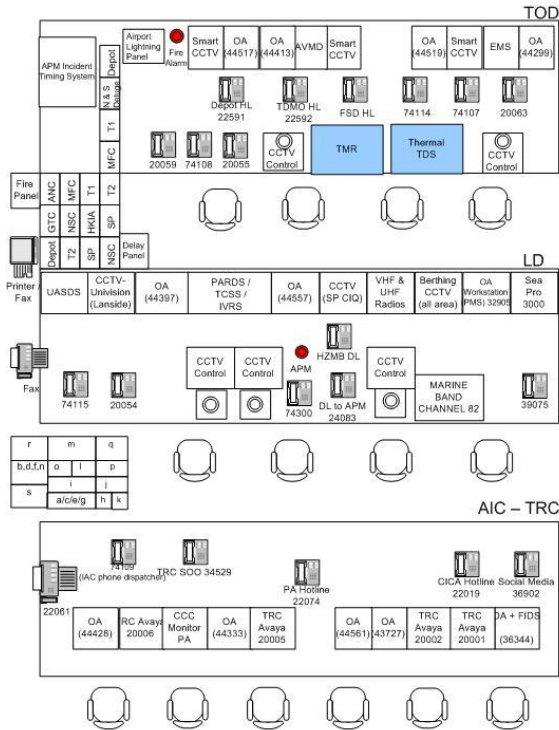 TOD
APM Incident
Timing System
Depot
N & S
Deluge
T1
MFC
Airport
Lightning
Panel
Fire
Alarm
Smart
CCTV
OA
(44517)
OA
(44413)
AVMD
Smart
CCTV
OA
(44519)
Smart
CCTV
EMS
OA
(44299)
Depot HL
22591
TDMO HL
22592
FSD HL
74114
74107
20063
20059
74108
20055
CCTV
Control
TMR
Thermal
TDS
CCTV
Control
Fire
Panel
ANC
MFC
T1
T2
GTC
NSC
HKIA
SP
Depot
T2
SP
NSC
Delay
Panel
Printer /
Fax
LD
UASDS
CCTV-
Univision
(Lanside)
OA
(44397)
PARDS /
TCSS /
IVRS
OA
(44557)
CCTV
(SP CIQ)
VHF &
UHF
Radios
Berthing
CCTV
(all area)
OA
Workstation
(PMS) 32905
Sea
Pro
3000
Fax
74115
20054
CCTV
Control
CCTV
Control
APM
74300
HZMB DL
DL to APM
24083
CCTV
Control
MARINE
BAND
CHANNEL 82
39075
r
m
q
b,d,f,n
o
l
p
s
i
j
a/c/e/g
h
k
AIC – TRC
22061
74109
(IAC phone dispatcher)
TRC SOO 34529
PA Hotline
22074
CICA Hotline
22019
Social Media
36902
OA
(44428)
RC Avaya
20006
CCC
Monitor
PA
OA
(44333)
TRC
Avaya
20005
OA
(44561)
OA
(43727)
TRC
Avaya
20002
TRC
Avaya
20001
OA + FIDS
(36344)